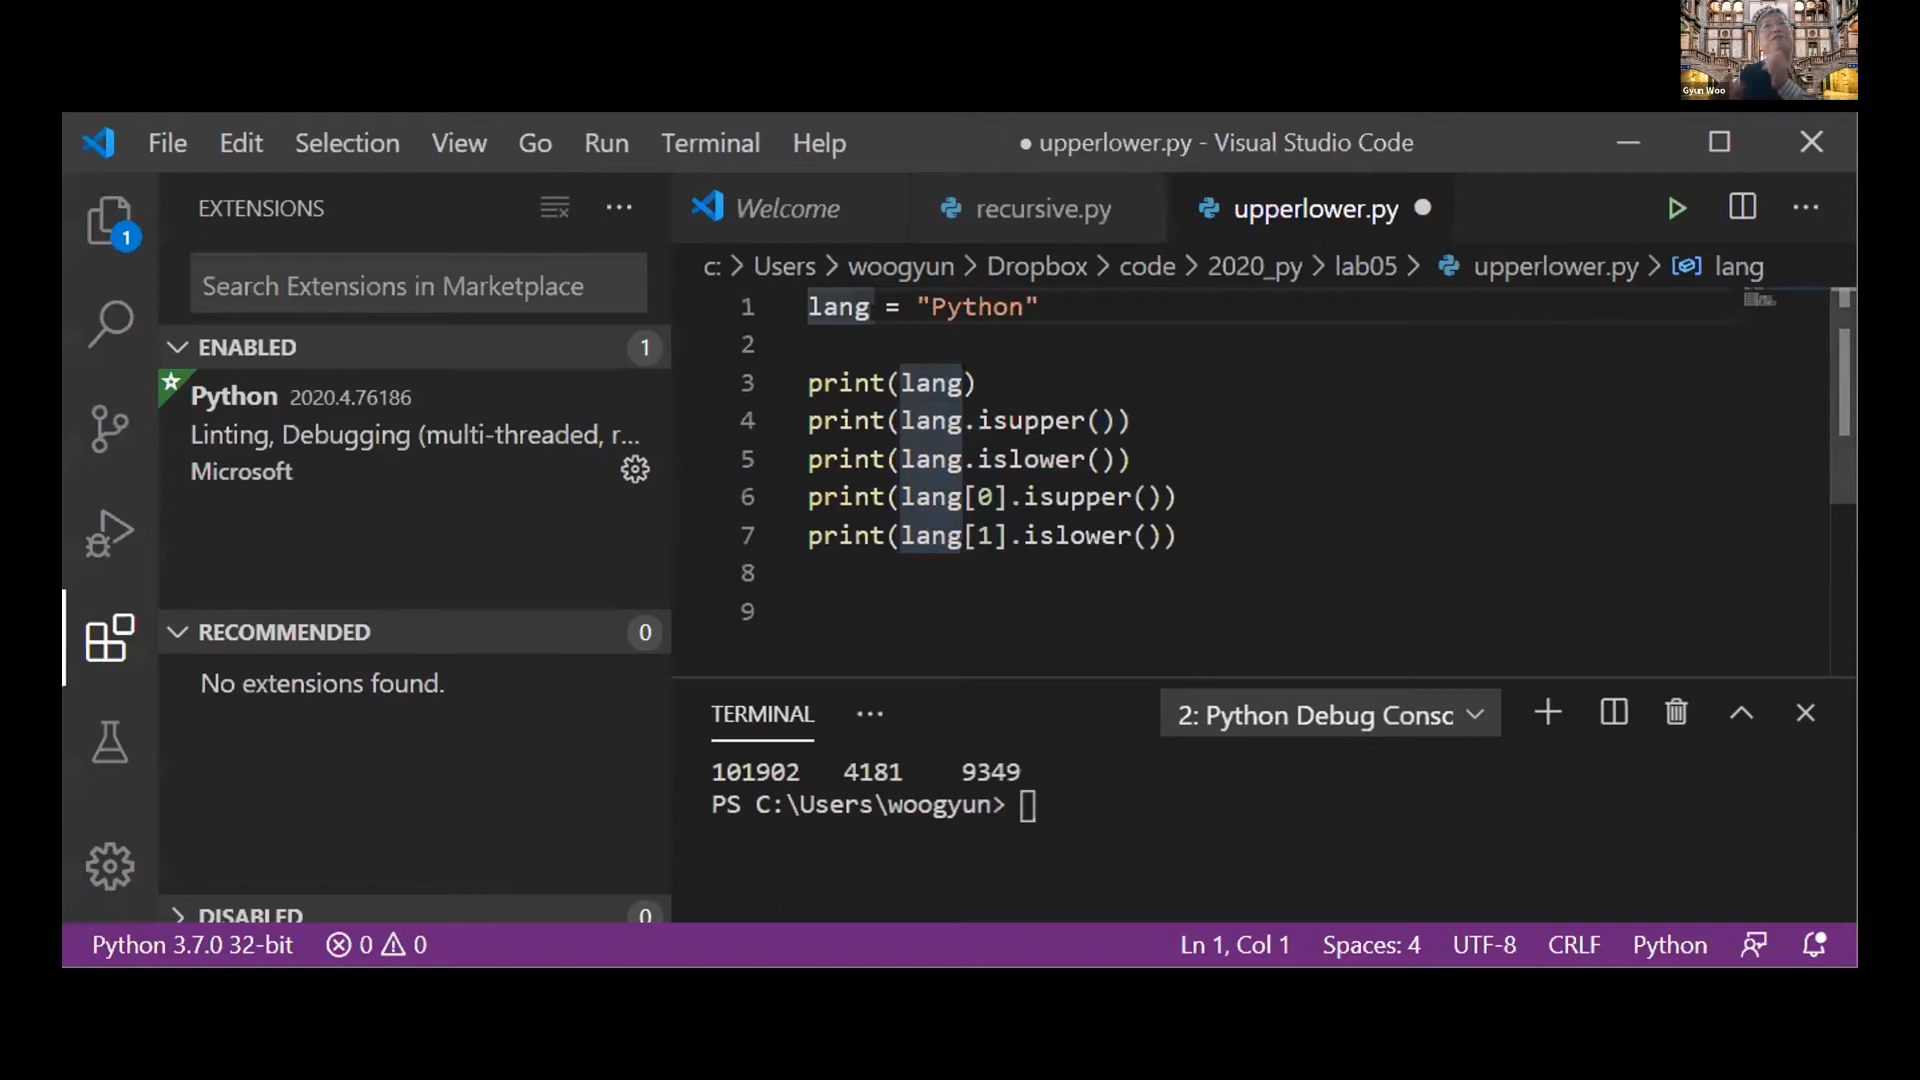 Gyun Woo
File Edit Selection View Go Run Terminal Help ● upperlower.py - Visual Studio Code
1
EXTENSIONS
Search Extensions in Marketplace
ENABLED 1
Python 2020.4.76186
Linting, Debugging (multi-threaded, r...
Microsoft
RECOMMENDED 0
No extensions found.
DISABLED 0
Welcome recursive.py upperlower.py
c: > Users > woogyun > Dropbox > code > 2020_py > lab05 > upperlower.py > lang
1 lang = "Python"
2
3 print(lang)
4 print(lang.isupper())
5 print(lang.islower())
6 print(lang[0].isupper())
7 print(lang[1].islower())
8
9
TERMINAL ··· 2: Python Debug Consc
101902 4181 9349
PS C:\Users\woogyun>
Python 3.7.0 32-bit 0 0 Ln 1, Col 1 Spaces: 4 UTF-8 CRLF Python